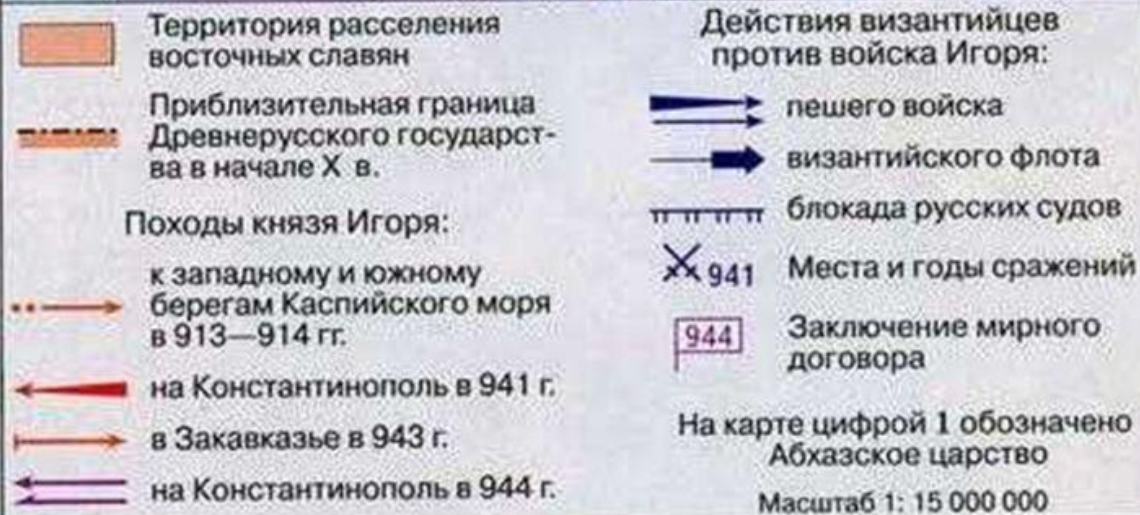 Территория расселения
восточных славян
Приблизительная граница
Древнерусского государст-
ва в начале X в.
Походы князя Игоря:
к западному и южному
берегам Каспийского моря
в 913—914 гг.
на Константинополь в 941 г.
в Закавказье в 943 г.
на Константинополь в 944 г.
Действия византийцев
против войска Игоря:
пешего войска
византийского флота
блокада русских судов
941 Места и годы сражений
944 Заключение мирного
договора
На карте цифрой 1 обозначено
Абхазское царство
Масштаб 1: 15 000 000